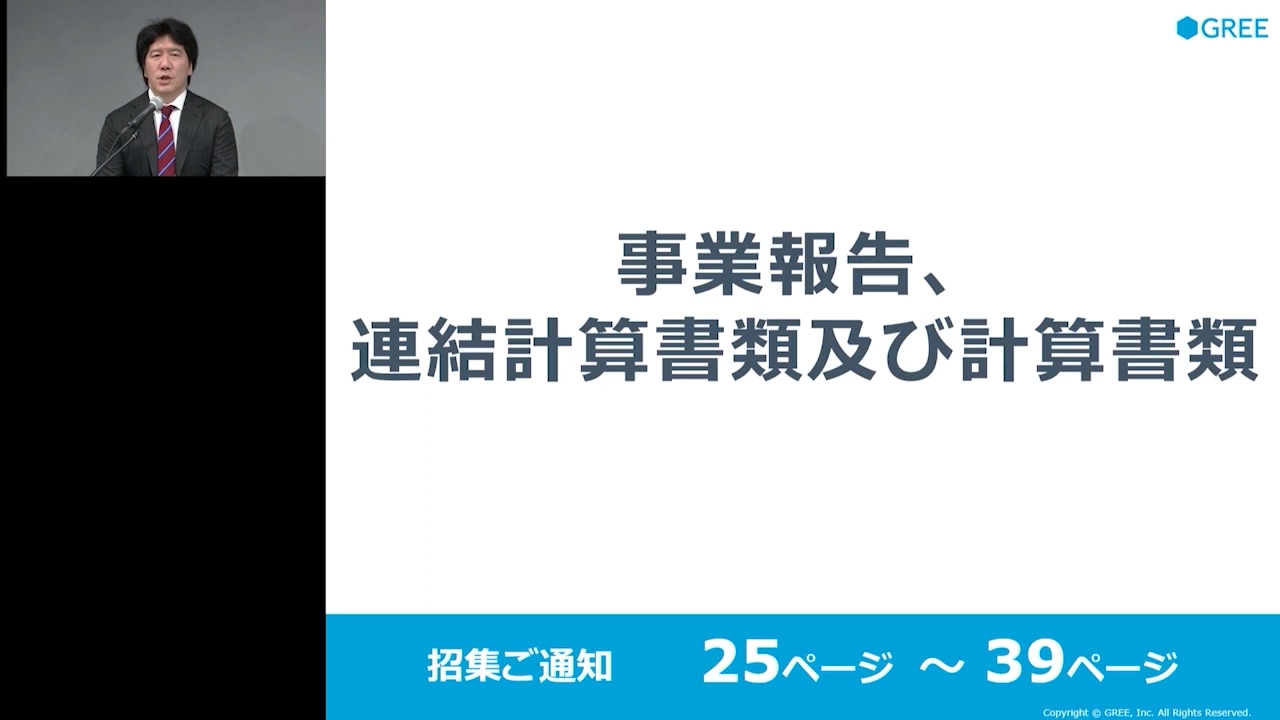 GREE
事業報告、
連結計算書類及び計算書類
招集ご通知 25ページ ～ 39ページ
Copyright © GREE, Inc. All Rights Reserved.